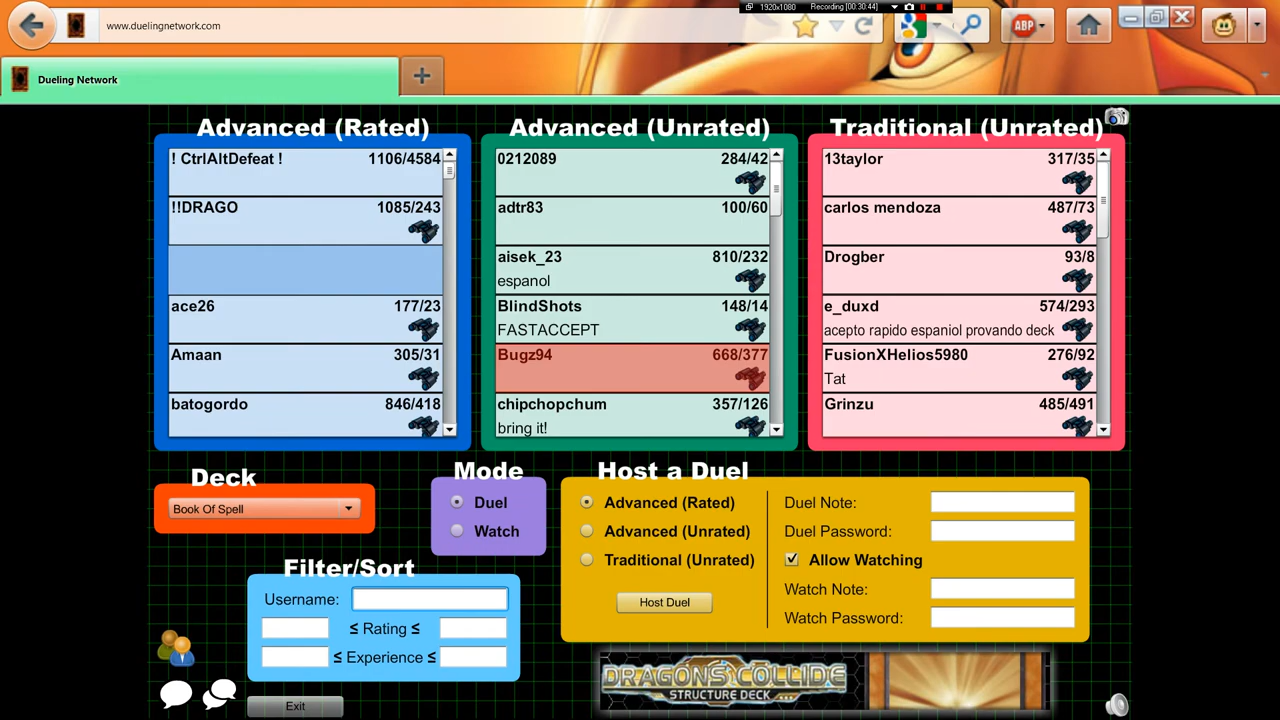 1920x1080 Recording [00:30:44]
www.duelingnetwork.com
ABP
Dueling Network
Advanced (Rated)
! CtrlAltDefeat ! 1106/4584
!!DRAGO 1085/243
ace26 177/23
Amaan 305/31
batogordo 846/418
Advanced (Unrated)
0212089 284/42
adtr83 100/60
aisek_23 810/232
espanol
BlindShots 148/14
FASTACCEPT
Bugz94 668/377
chipchopchum 357/126
bring it!
Traditional (Unrated)
13taylor 317/35
carlos mendoza 487/73
Drogber 93/8
e_duxd 574/293
acepto rapido espaniol provando deck
FusionXHelios5980 276/92
Tat
Grinzu 485/491
Deck
Book Of Spell
Mode
Duel
Watch
Host a Duel
Advanced (Rated)
Advanced (Unrated)
Traditional (Unrated)
Host Duel
Duel Note:
Duel Password:
Allow Watching
Watch Note:
Watch Password:
Filter/Sort
Username:
≤ Rating ≤
≤ Experience ≤
Exit
DRAGONS COLLIDE
STRUCTURE DECK